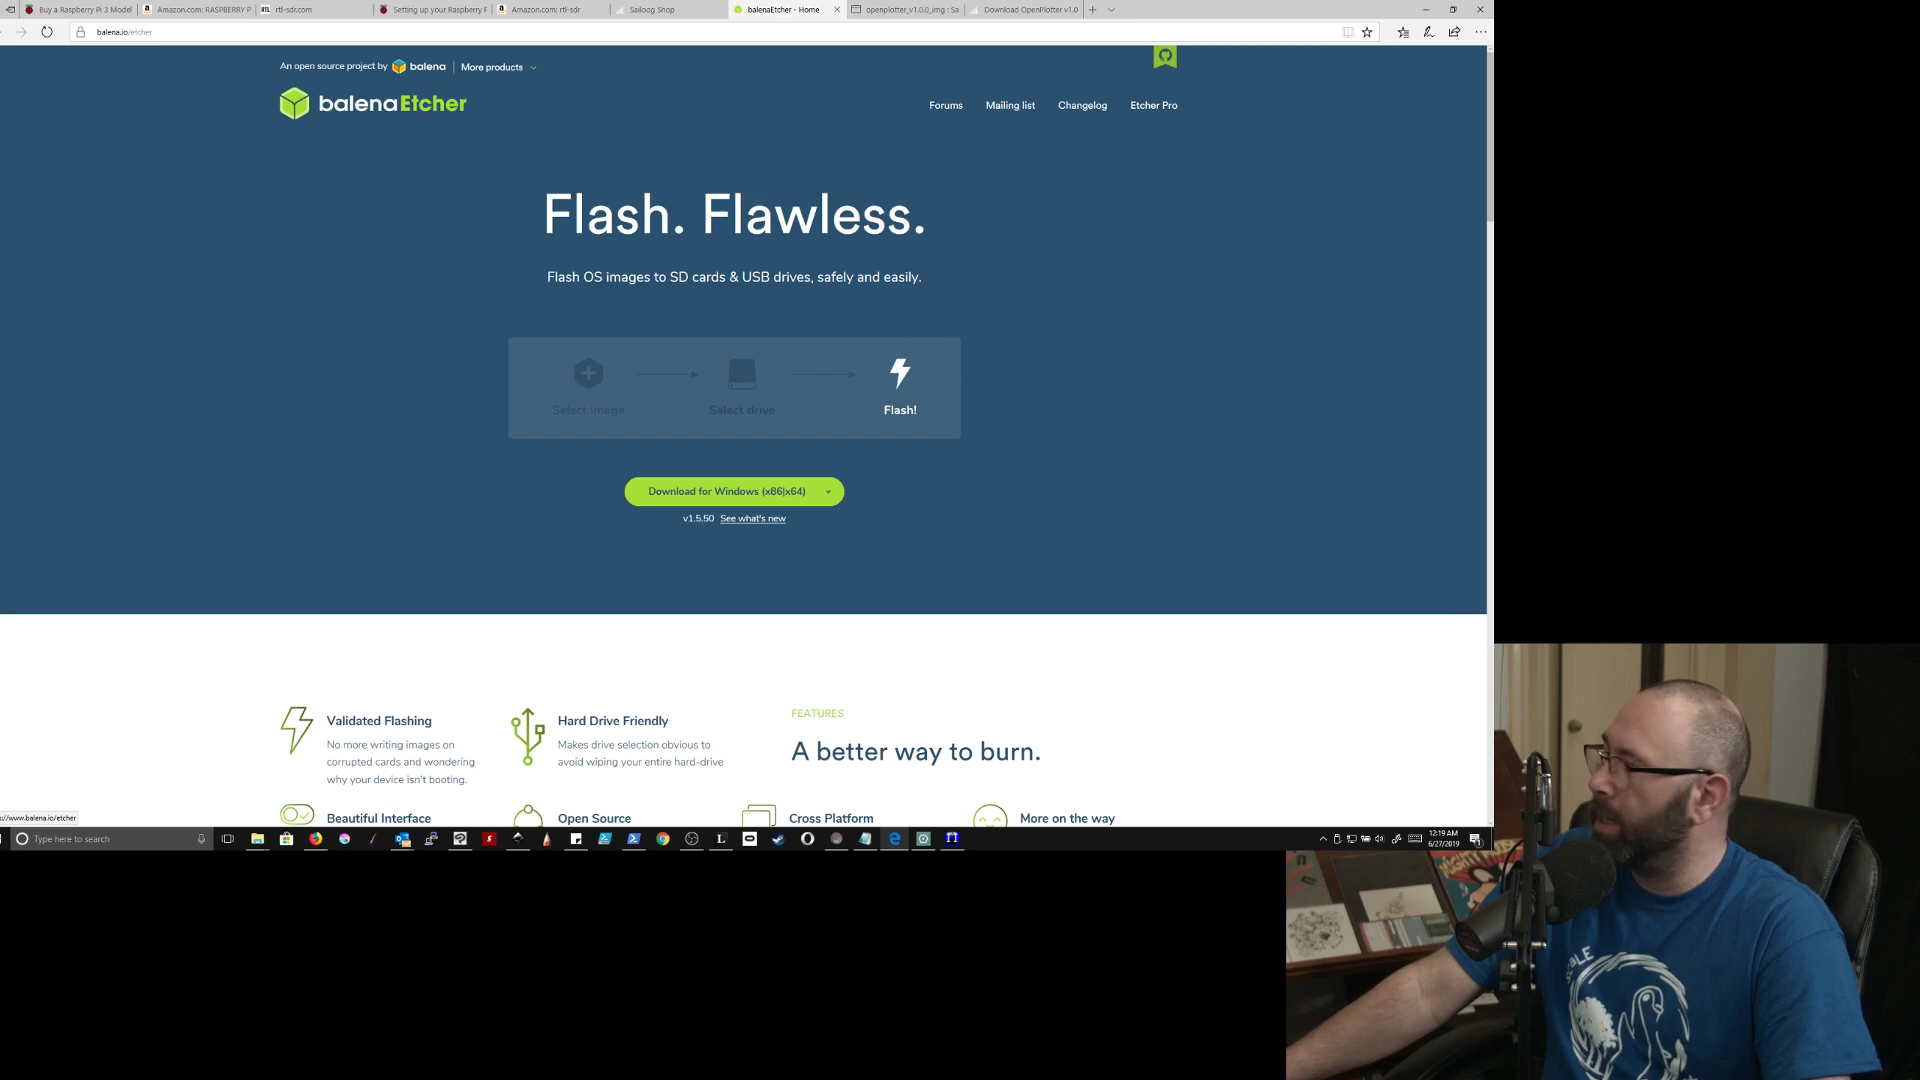 Buy a Raspberry Pi 3 Model
Amazon.com: RASPBERRY P
RTL rtl-sdr.com
Setting up your Raspberry P
Amazon.com: rtl-sdr
Sailoog Shop
balenaEtcher - Home
openplotter_v1.0.0_img : Sa
Download OpenPlotter v1.0
balena.io/etcher
An open source project by balena More products
balenaEtcher
Forums Mailing list Changelog Etcher Pro
Flash. Flawless.
Flash OS images to SD cards & USB drives, safely and easily.
Select image Select drive Flash!
Download for Windows (x86|x64)
v1.5.50 See what's new
Validated Flashing
No more writing images on
corrupted cards and wondering
why your device isn't booting.
Hard Drive Friendly
Makes drive selection obvious to
avoid wiping your entire hard-drive
FEATURES
A better way to burn.
Beautiful Interface
Open Source
Cross Platform
More on the way
://www.balena.io/etcher
Type here to search
12:19 AM
6/27/2019